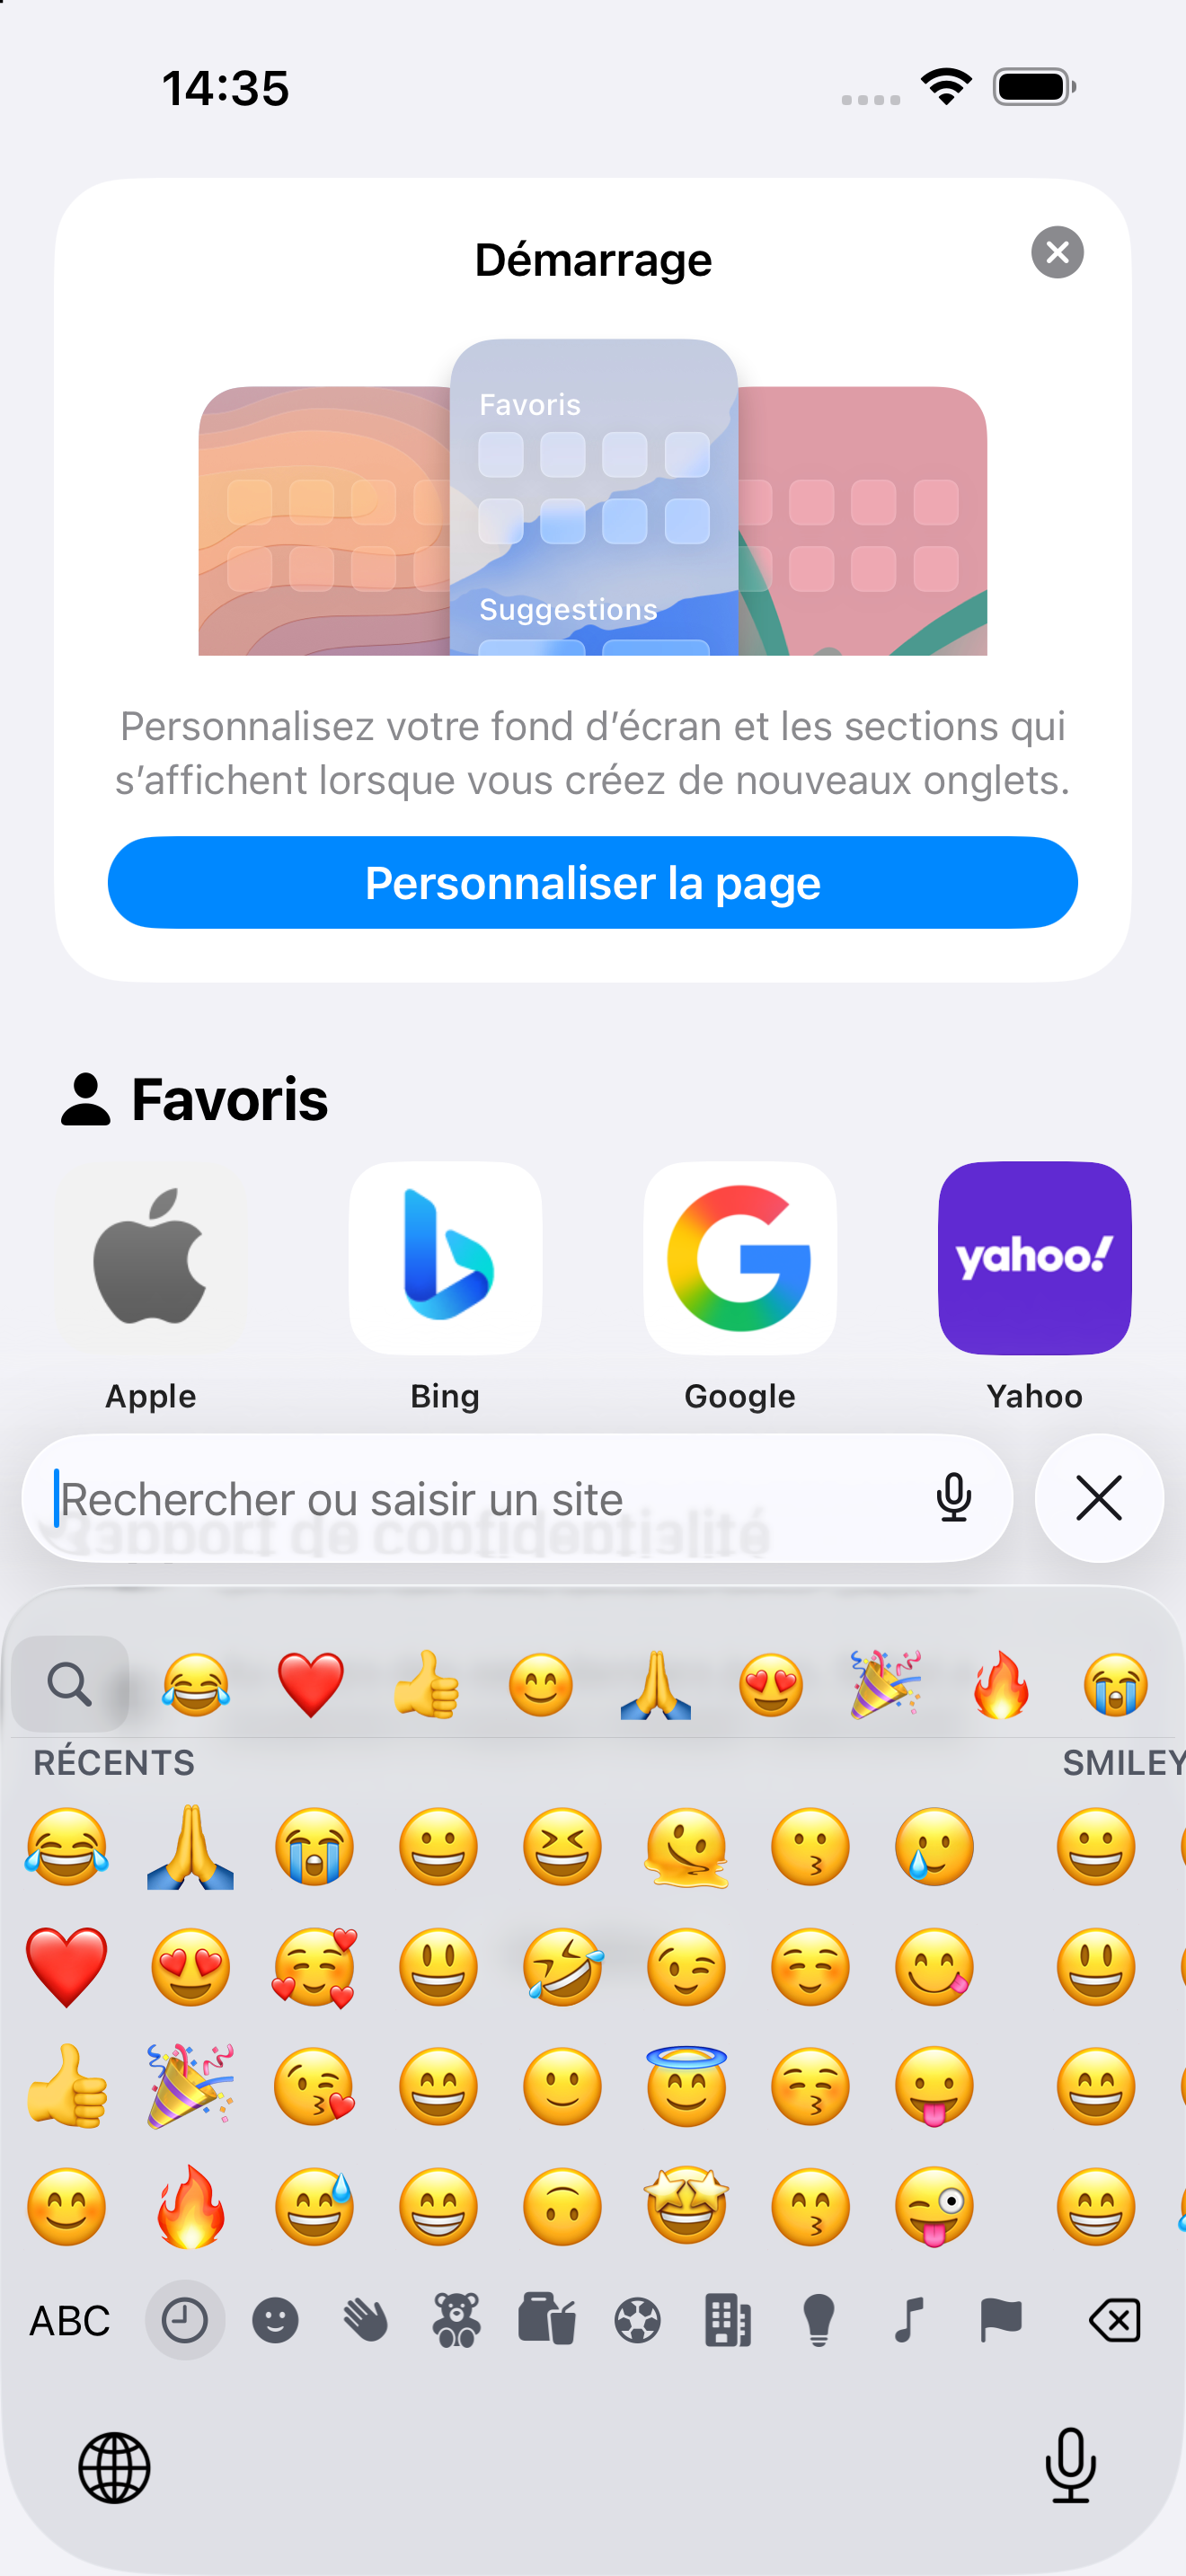 14:35
Démarrage
Favoris
Suggestions
Personnalisez votre fond d’écran et les sections qui
s’affichent lorsque vous créez de nouveaux onglets.
Personnaliser la page
Favoris
yahoo!
Apple
Bing
Google
Yahoo
Rechercher ou saisir un site
Rapport de confidentialité
RÉCENTS
SMILEY
ABC